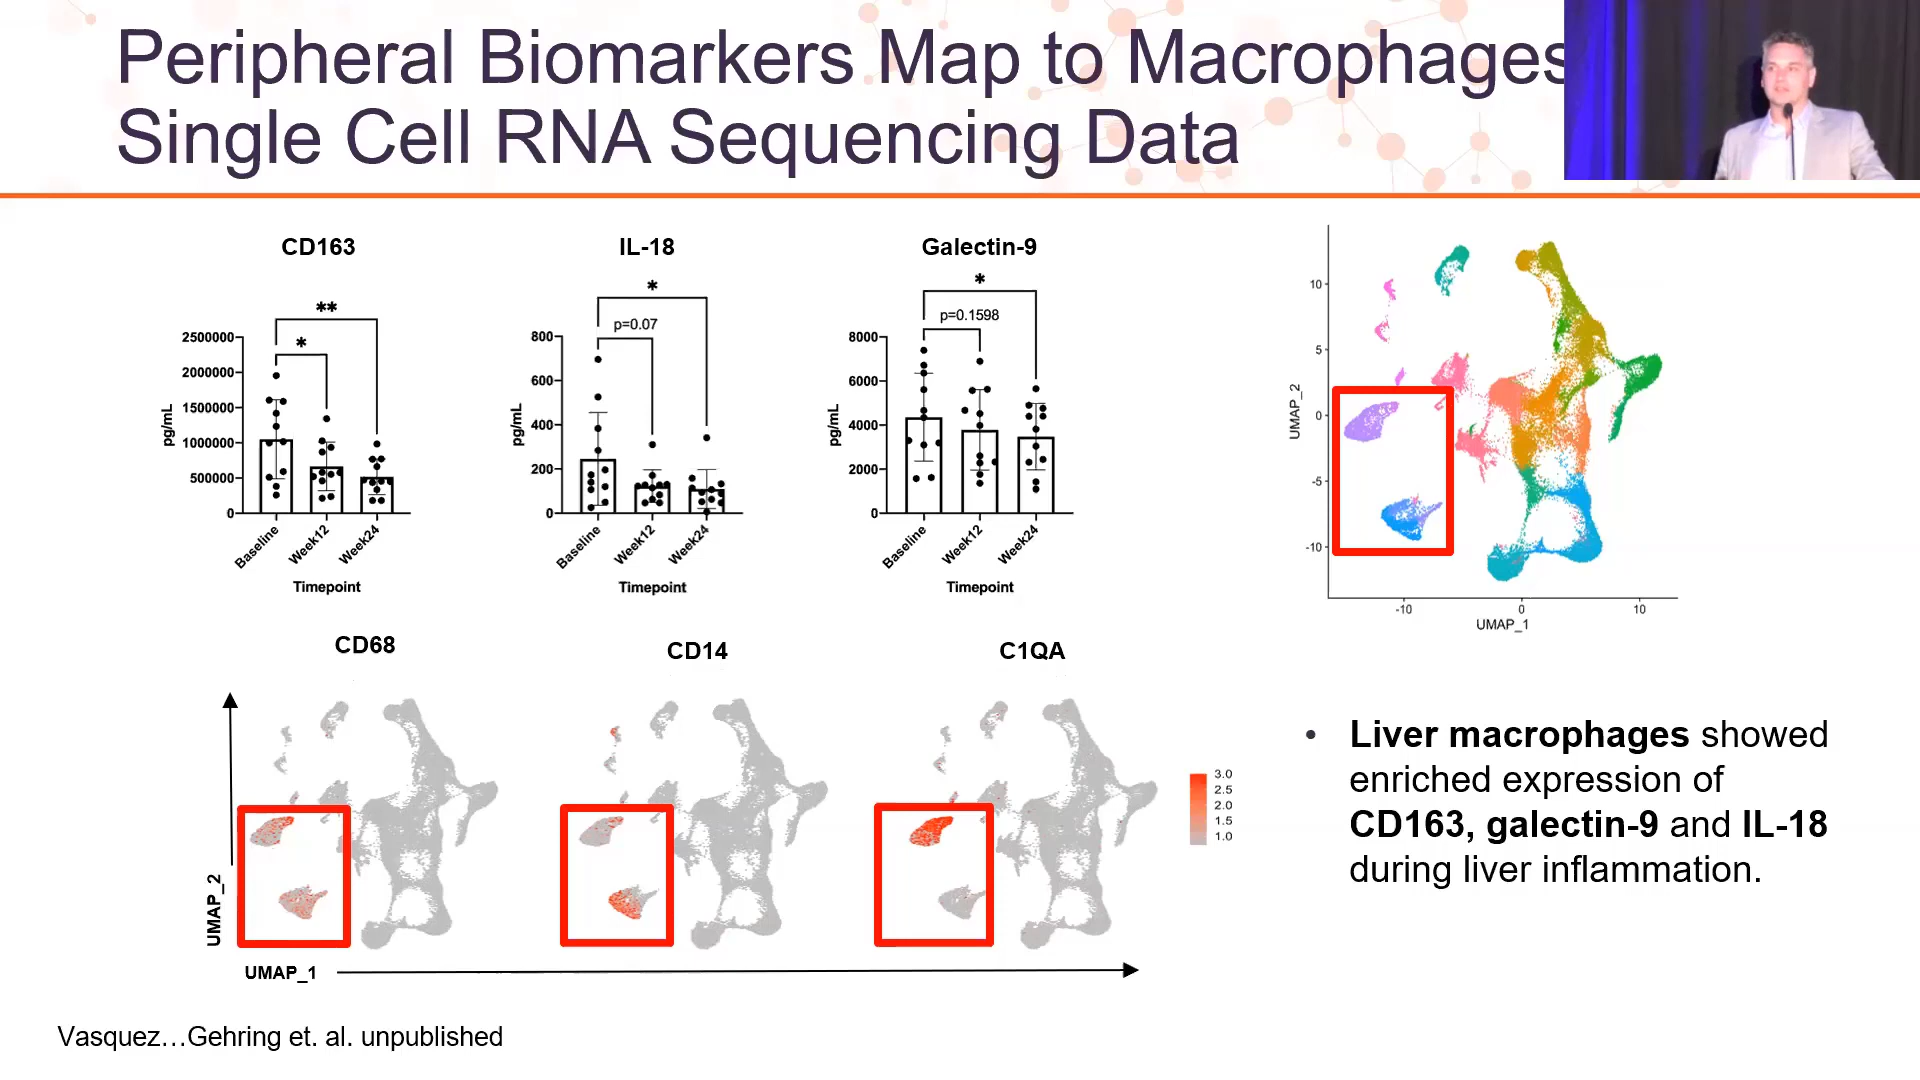 Peripheral Biomarkers Map to Macrophages
Single Cell RNA Sequencing Data
CD163
**
*
2500000
2000000
1500000
1000000
500000
0
pg/mL
Baseline
Week12
Week24
Timepoint
IL-18
*
p=0.07
800
600
400
200
0
pg/mL
Baseline
Week12
Week24
Timepoint
Galectin-9
*
p=0.1598
8000
6000
4000
2000
0
pg/mL
Baseline
Week12
Week24
Timepoint
10
5
0
-5
-10
UMAP_2
-10 0 10
UMAP_1
CD68
CD14
C1QA
3.0
2.5
2.0
1.5
1.0
UMAP_2
UMAP_1
• Liver macrophages showed
enriched expression of
CD163, galectin-9 and IL-18
during liver inflammation.
Vasquez…Gehring et. al. unpublished